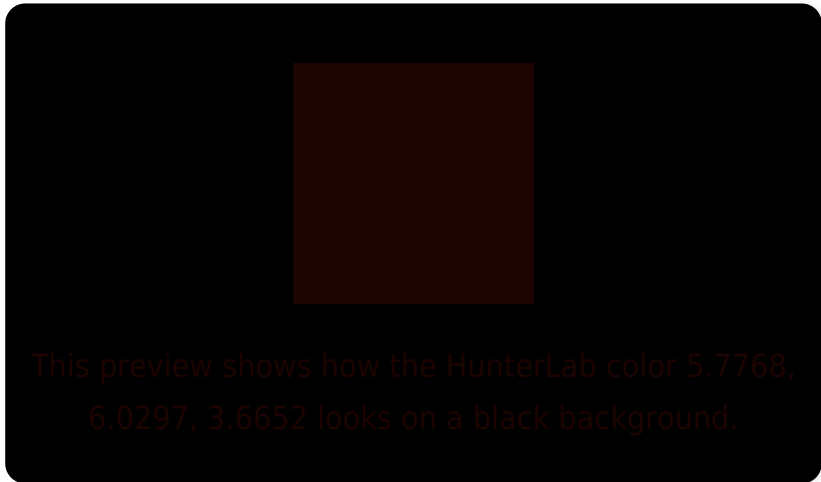 This preview shows how the HunterLab color 5.7768,
6.0297, 3.6652 looks on a black background.